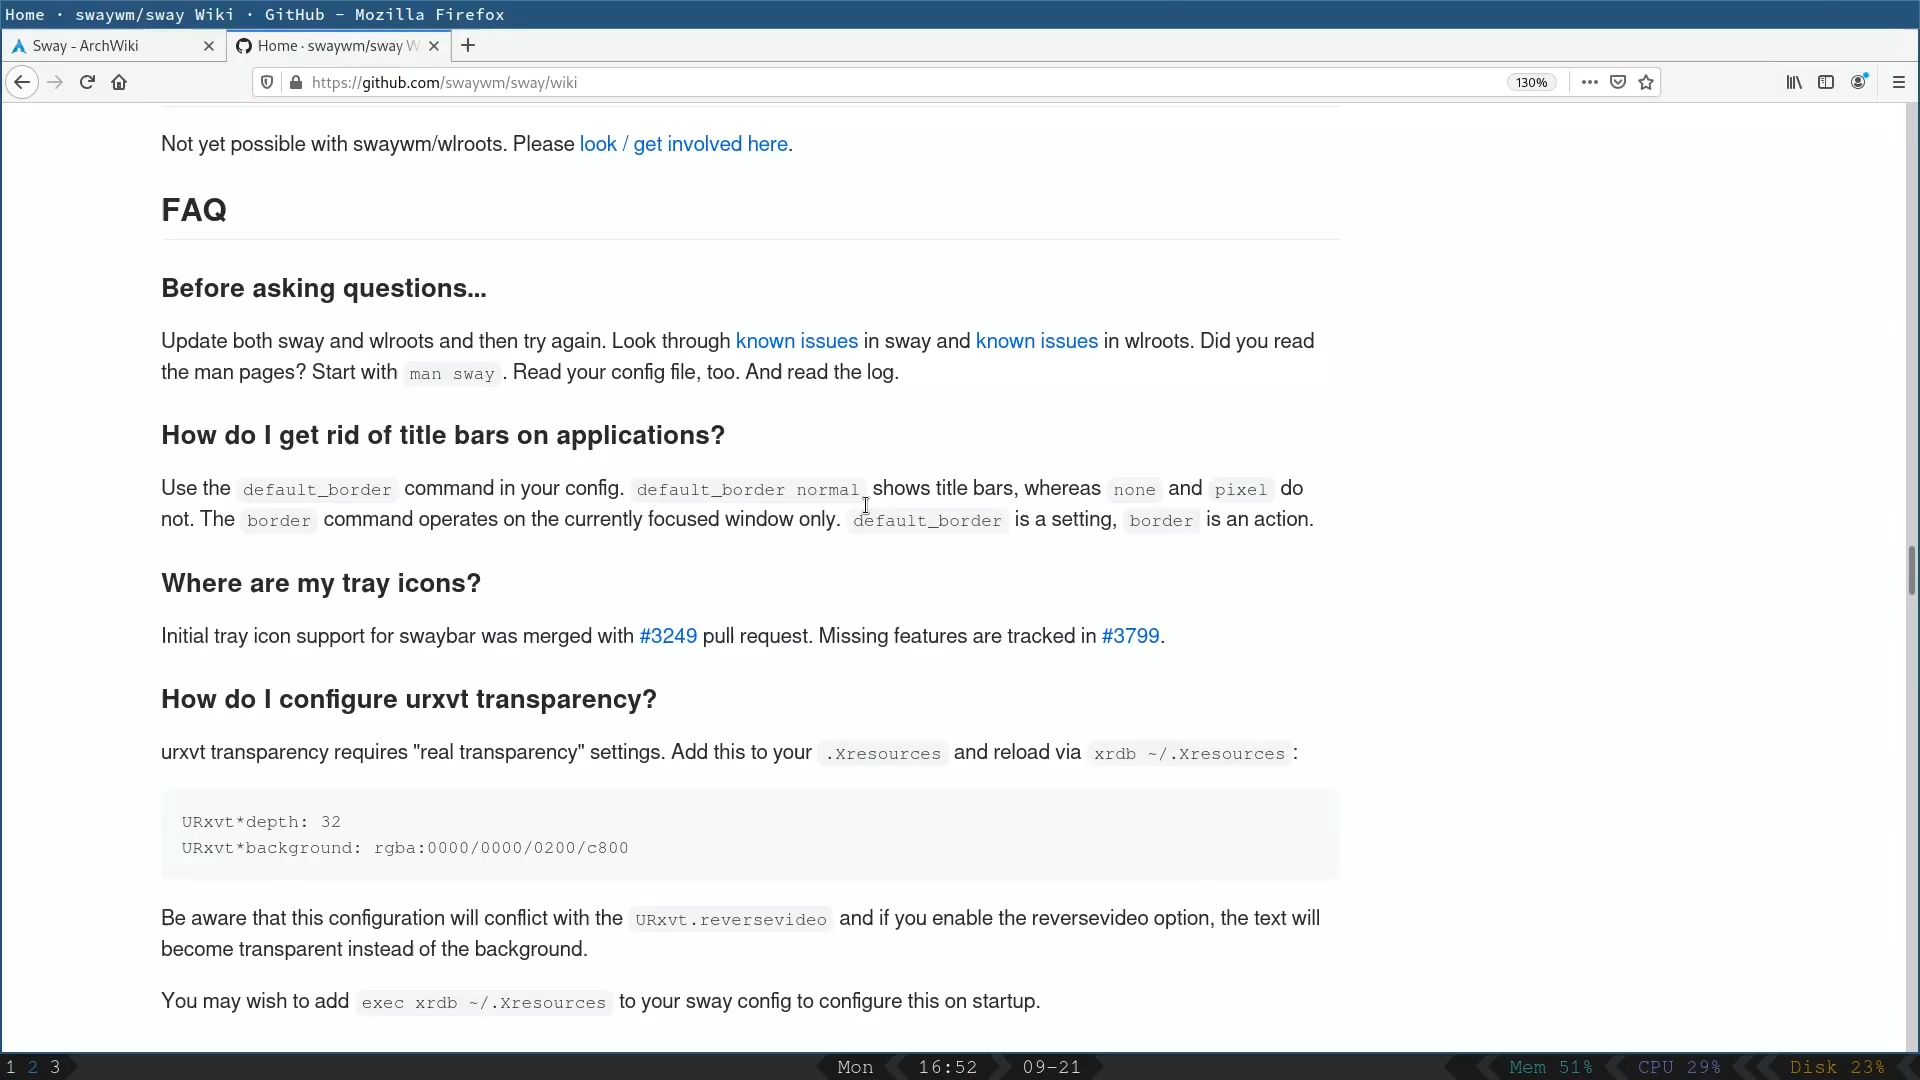 Home · swaywm/sway Wiki · GitHub - Mozilla Firefox
Sway - ArchWiki
Home · swaywm/sway W
https://github.com/swaywm/sway/wiki
130%
Not yet possible with swaywm/wlroots. Please look / get involved here.
FAQ
Before asking questions...
Update both sway and wlroots and then try again. Look through known issues in sway and known issues in wlroots. Did you read
the man pages? Start with man sway . Read your config file, too. And read the log.
How do I get rid of title bars on applications?
Use the default_border command in your config. default_border normal shows title bars, whereas none and pixel do
not. The border command operates on the currently focused window only. default_border is a setting, border is an action.
Where are my tray icons?
Initial tray icon support for swaybar was merged with #3249 pull request. Missing features are tracked in #3799.
How do I configure urxvt transparency?
urxvt transparency requires "real transparency" settings. Add this to your .Xresources and reload via xrdb ~/.Xresources :
URxvt*depth: 32
URxvt*background: rgba:0000/0000/0200/c800
Be aware that this configuration will conflict with the URxvt.reversevideo and if you enable the reversevideo option, the text will
become transparent instead of the background.
You may wish to add exec xrdb ~/.Xresources to your sway config to configure this on startup.
1 2 3 Mon 16:52 09-21 Mem 51% CPU 29% Disk 23%